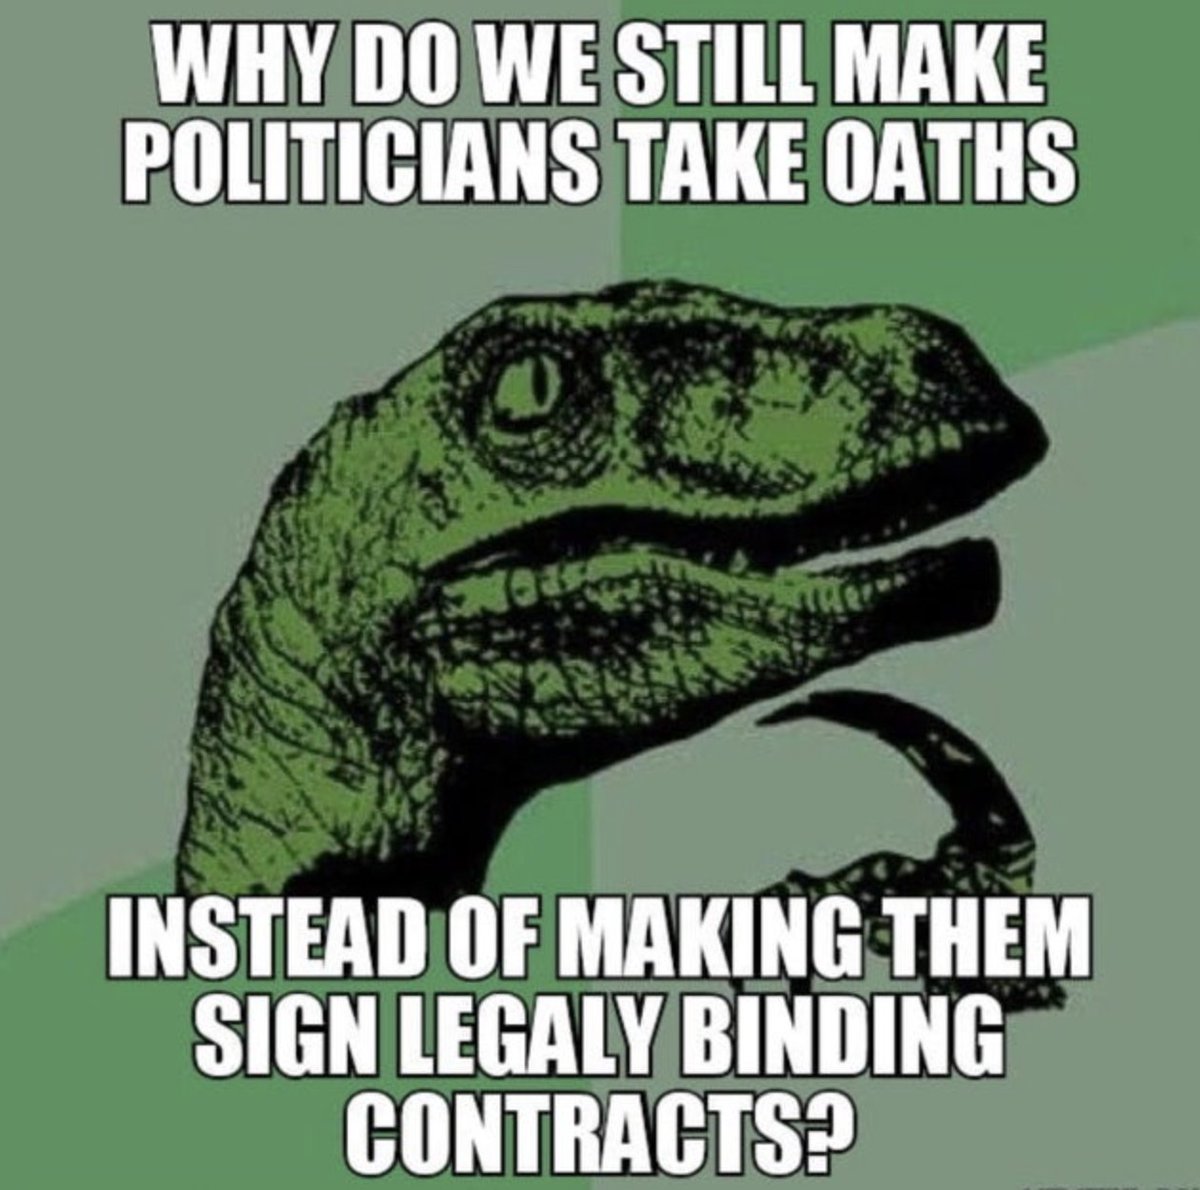 WHY DO WE STILL MAKE
POLITICIANS TAKE OATHS
INSTEAD OF MAKING THEM
SIGN LEGALY BINDING
CONTRACTS?